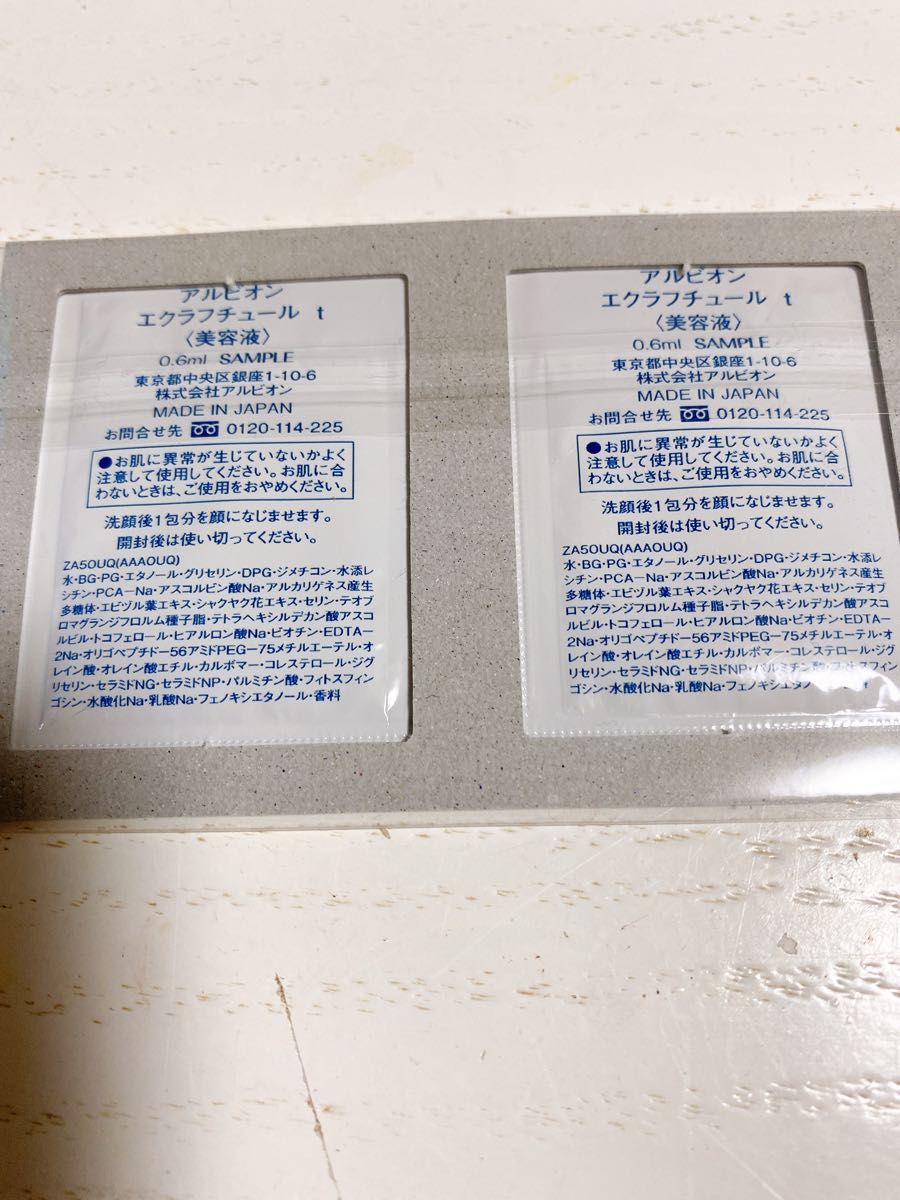 アルビオン
エクラフチュール t
〈美容液〉
0.6ml SAMPLE
東京都中央区銀座1-10-6
株式会社アルビオン
MADE IN JAPAN
お問合せ先 0120-114-225
●お肌に異常が生じていないかよく
注意して使用してください。お肌に合
わないときは、ご使用をおやめください。
洗顔後1包分を顔になじませます。
開封後は使い切ってください。
ZA50UQ(AAA0UQ)
水・BG・PG・エタノール・グリセリン・DPG・ジメチコン・水添レ
シチン・PCA－Na・アスコルビン酸Na・アルカリゲネス産生
多糖体・エビヅル葉エキス・シャクヤク花エキス・セリン・テオブ
ロマグランジフロルム種子脂・テトラヘキシルデカン酸アスコ
ルビル・トコフェロール・ヒアルロン酸Na・ビオチン・EDTA－
2Na・オリゴペプチド－56アミドPEG－75メチルエーテル・オ
レイン酸・オレイン酸エチル・カルボマー・コレステロール・ジグ
リセリン・セラミドNG・セラミドNP・パルミチン酸・フィトスフィン
ゴシン・水酸化Na・乳酸Na・フェノキシエタノール・香料
アルビオン
エクラフチュール t
〈美容液〉
0.6ml SAMPLE
東京都中央区銀座1-10-6
株式会社アルビオン
MADE IN JAPAN
お問合せ先 0120-114-225
●お肌に異常が生じていないかよく
注意して使用してください。お肌に合
わないときは、ご使用をおやめください。
洗顔後1包分を顔になじませます。
開封後は使い切ってください。
ZA50UQ(AAA0UQ)
水・BG・PG・エタノール・グリセリン・DPG・ジメチコン・水添レ
シチン・PCA－Na・アスコルビン酸Na・アルカリゲネス産生
多糖体・エビヅル葉エキス・シャクヤク花エキス・セリン・テオブ
ロマグランジフロルム種子脂・テトラヘキシルデカン酸アスコ
ルビル・トコフェロール・ヒアルロン酸Na・ビオチン・EDTA－
2Na・オリゴペプチド－56アミドPEG－75メチルエーテル・オ
レイン酸・オレイン酸エチル・カルボマー・コレステロール・ジグ
リセリン・セラミドNG・セラミドNP・パルミチン酸・フィトスフィン
ゴシン・水酸化Na・乳酸Na・フェノキシエタノール